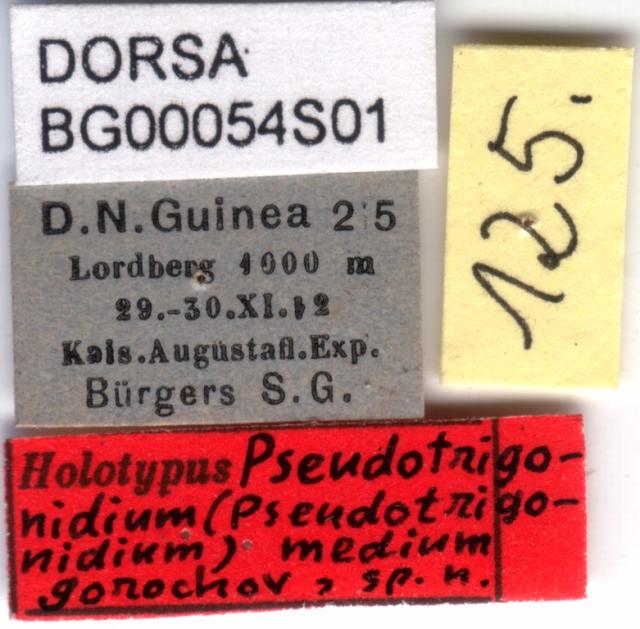 DORSA
BG00054S01
D.N.Guinea 25
Lordberg 1000 m
29.-30.XI.12
Kais.Augustafl.Exp.
Bürgers S.G.
125.
Holotypus Pseudotrigo-
nidium (Pseudotrigo-
nidium) medium
gorochov, sp. n.